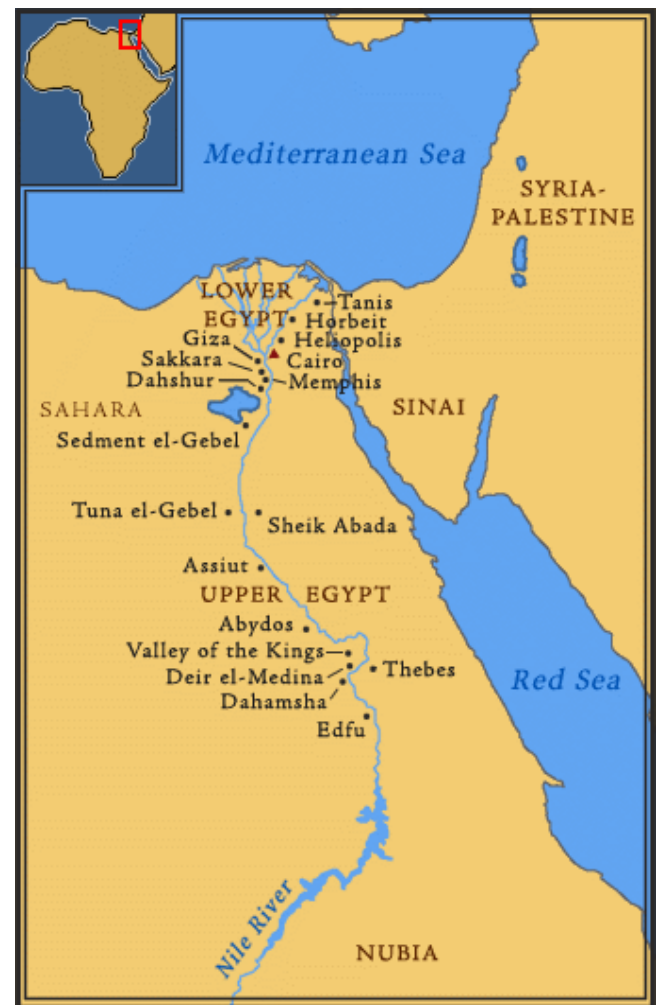 Mediterranean Sea
SYRIA-
PALESTINE
LOWER
EGYPT
Tanis
Horbeit
Heliopolis
Giza
Cairo
Sakkara
Memphis
Dahshur
SAHARA
SINAI
Sedment el-Gebel
Tuna el-Gebel
Sheik Abada
Assiut
UPPER EGYPT
Abydos
Valley of the Kings
Deir el-Medina
Thebes
Dahamsha
Red Sea
Edfu
Nile River
NUBIA